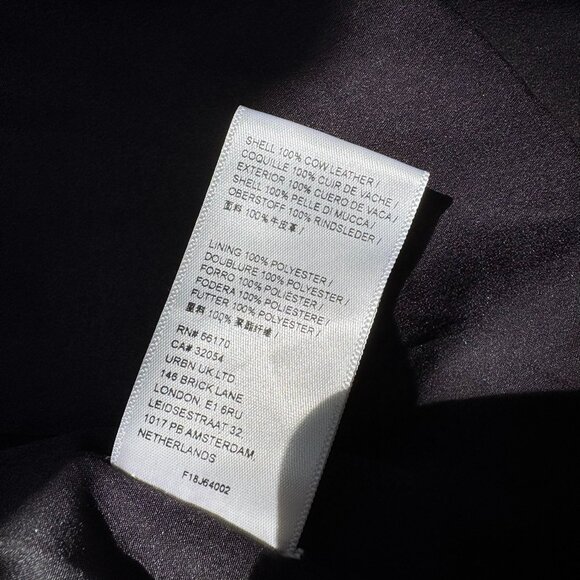 SHELL 100% COW LEATHER /
COQUILLE 100% CUIR DE VACHE /
EXTERIOR 100% CUERO DE VACA /
SHELL 100% PELLE DI MUCCA /
OBERSTOFF 100% RINDSLEDER /
面料 100% 牛皮革 /
LINING 100% POLYESTER /
DOUBLURE 100% POLYESTER /
FORRO 100% POLIÉSTER /
FODERA 100% POLIESTERE /
FUTTER 100% POLYESTER /
里料 100% 聚酯纤维 /
RN# 66170
CA# 32054
URBN UK LTD.
146 BRICK LANE
LONDON, E1 6RU
LEIDSESTRAAT 32,
1017 PB AMSTERDAM,
NETHERLANDS
F18J64002